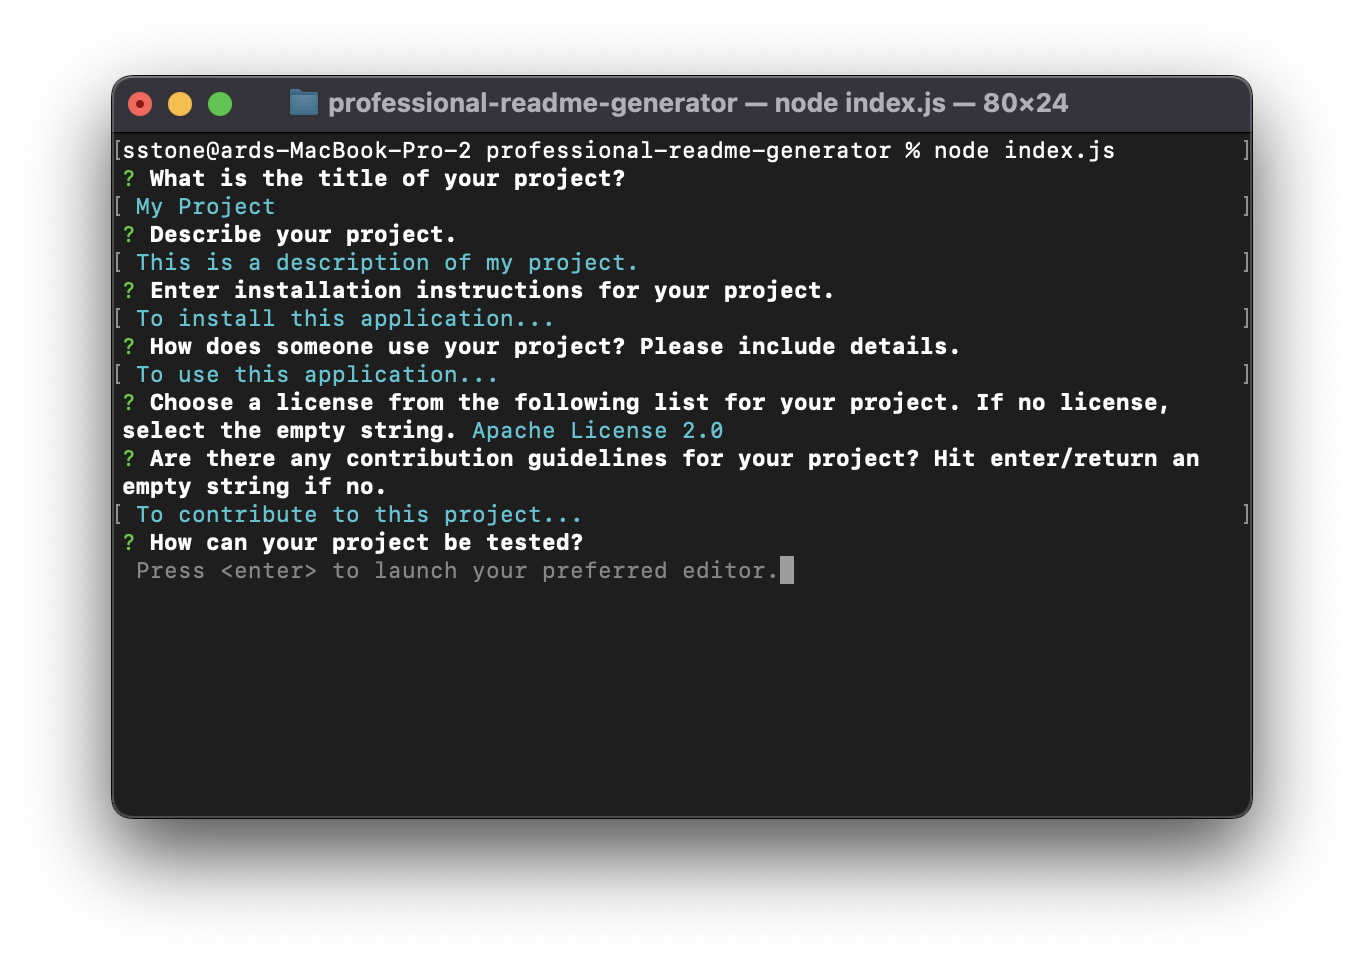 professional-readme-generator — node index.js — 80×24
[sstone@ards-MacBook-Pro-2 professional-readme-generator % node index.js ]
? What is the title of your project?
[ My Project ]
? Describe your project.
[ This is a description of my project. ]
? Enter installation instructions for your project.
[ To install this application... ]
? How does someone use your project? Please include details.
[ To use this application... ]
? Choose a license from the following list for your project. If no license,
select the empty string. Apache License 2.0
? Are there any contribution guidelines for your project? Hit enter/return an
empty string if no.
[ To contribute to this project... ]
? How can your project be tested?
Press <enter> to launch your preferred editor.